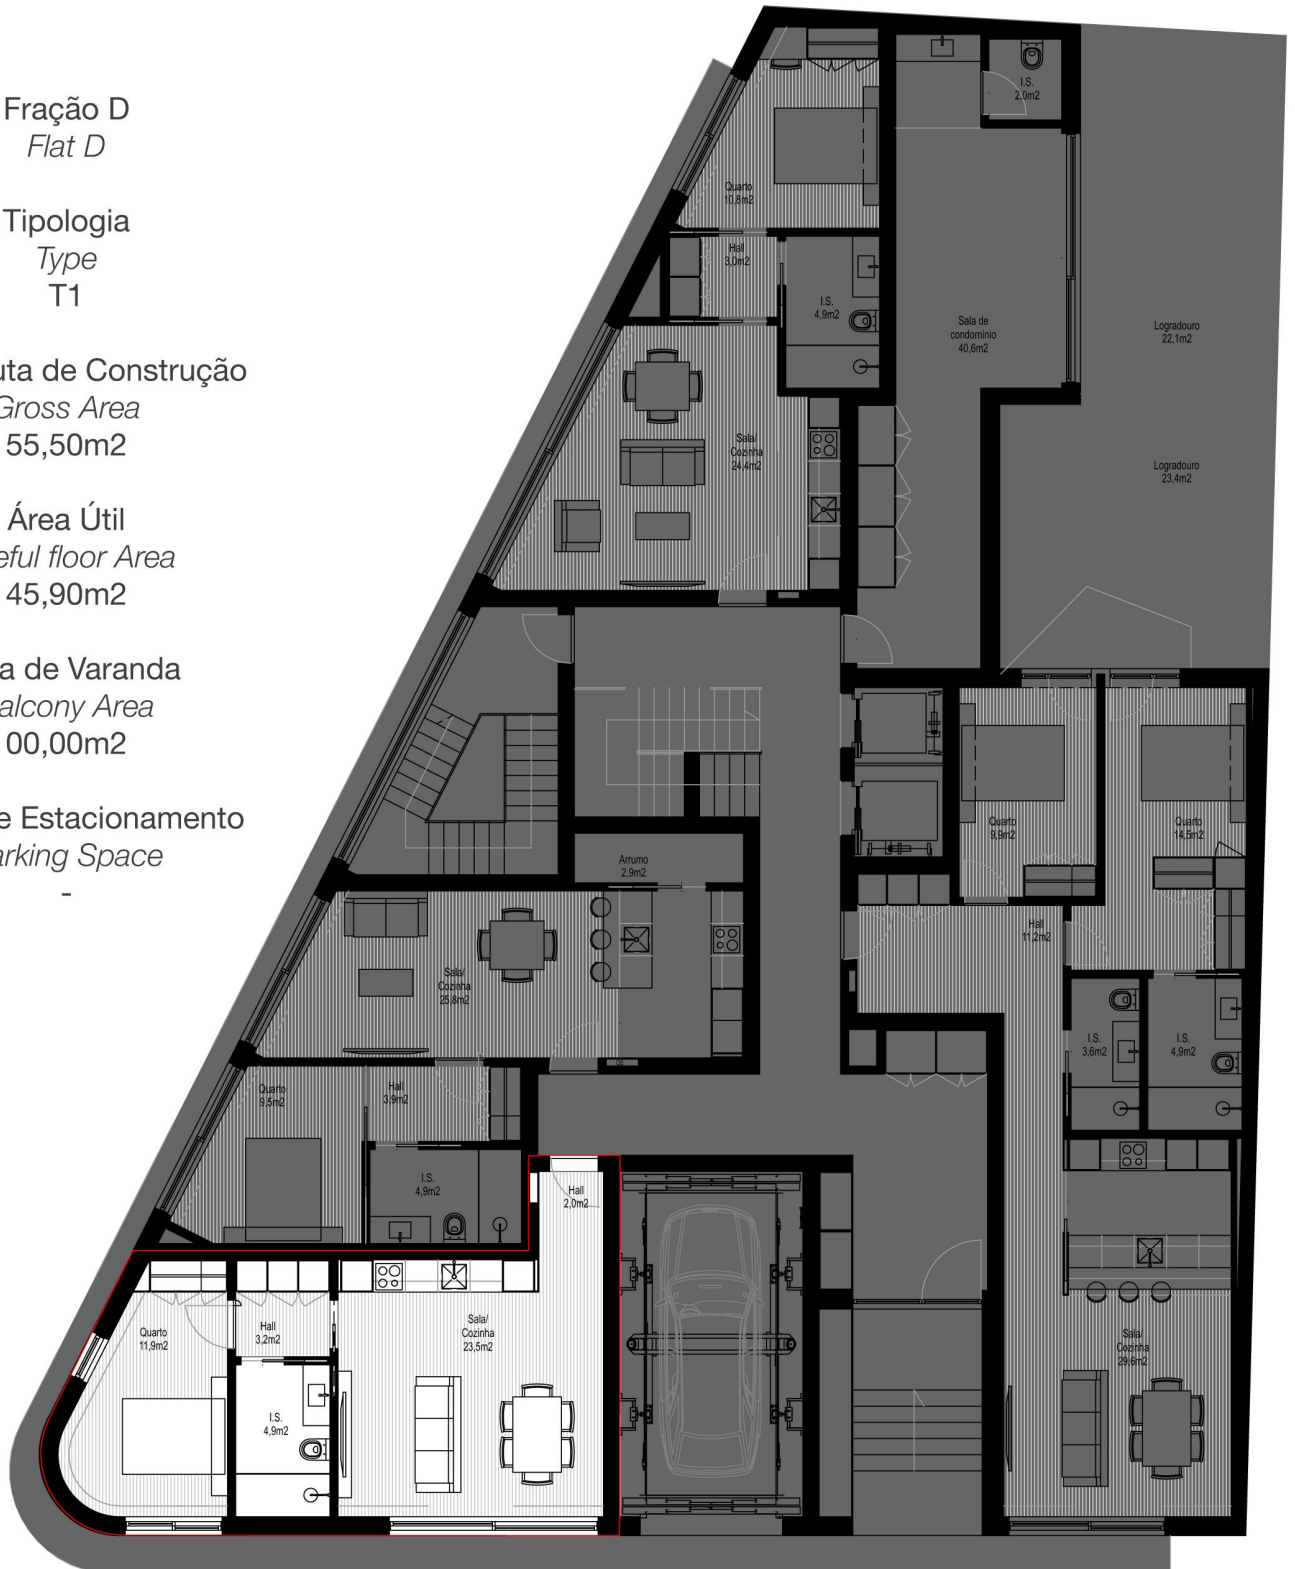 Fração D
Flat D
Tipologia
Type
T1
uta de Construção
Gross Area
55,50m2
Área Útil
eful floor Area
45,90m2
a de Varanda
alcony Area
00,00m2
e Estacionamento
arking Space
-
I.S.
2,0m2
Quarto
10,8m2
Hall
3,0m2
I.S.
4,9m2
Sala de
condomínio
40,6m2
Logradouro
22,1m2
Sala/
Cozinha
24,4m2
Logradouro
23,4m2
Quarto
9,9m2
Quarto
14,5m2
Arrumo
2,9m2
Hall
11,2m2
Sala/
Cozinha
25,8m2
I.S.
3,6m2
I.S.
4,9m2
Quarto
9,5m2
Hall
3,9m2
I.S.
4,9m2
Hall
2,0m2
Quarto
11,9m2
Hall
3,2m2
Sala/
Cozinha
23,5m2
Sala/
Cozinha
29,6m2
I.S.
4,9m2